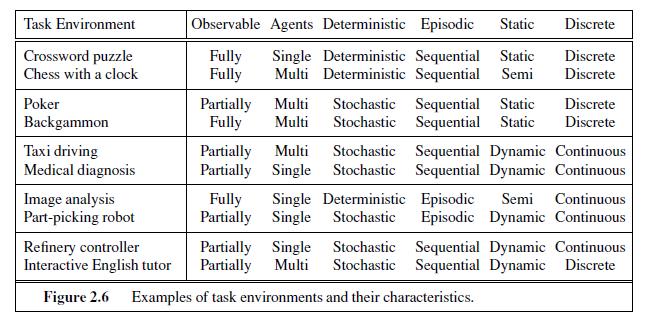 Task Environment Observable Agents Deterministic Episodic Static Discrete
Crossword puzzle Fully Single Deterministic Sequential Static Discrete
Chess with a clock Fully Multi Deterministic Sequential Semi Discrete
Poker Partially Multi Stochastic Sequential Static Discrete
Backgammon Fully Multi Stochastic Sequential Static Discrete
Taxi driving Partially Multi Stochastic Sequential Dynamic Continuous
Medical diagnosis Partially Single Stochastic Sequential Dynamic Continuous
Image analysis Fully Single Deterministic Episodic Semi Continuous
Part-picking robot Partially Single Stochastic Episodic Dynamic Continuous
Refinery controller Partially Single Stochastic Sequential Dynamic Continuous
Interactive English tutor Partially Multi Stochastic Sequential Dynamic Discrete
Figure 2.6 Examples of task environments and their characteristics.